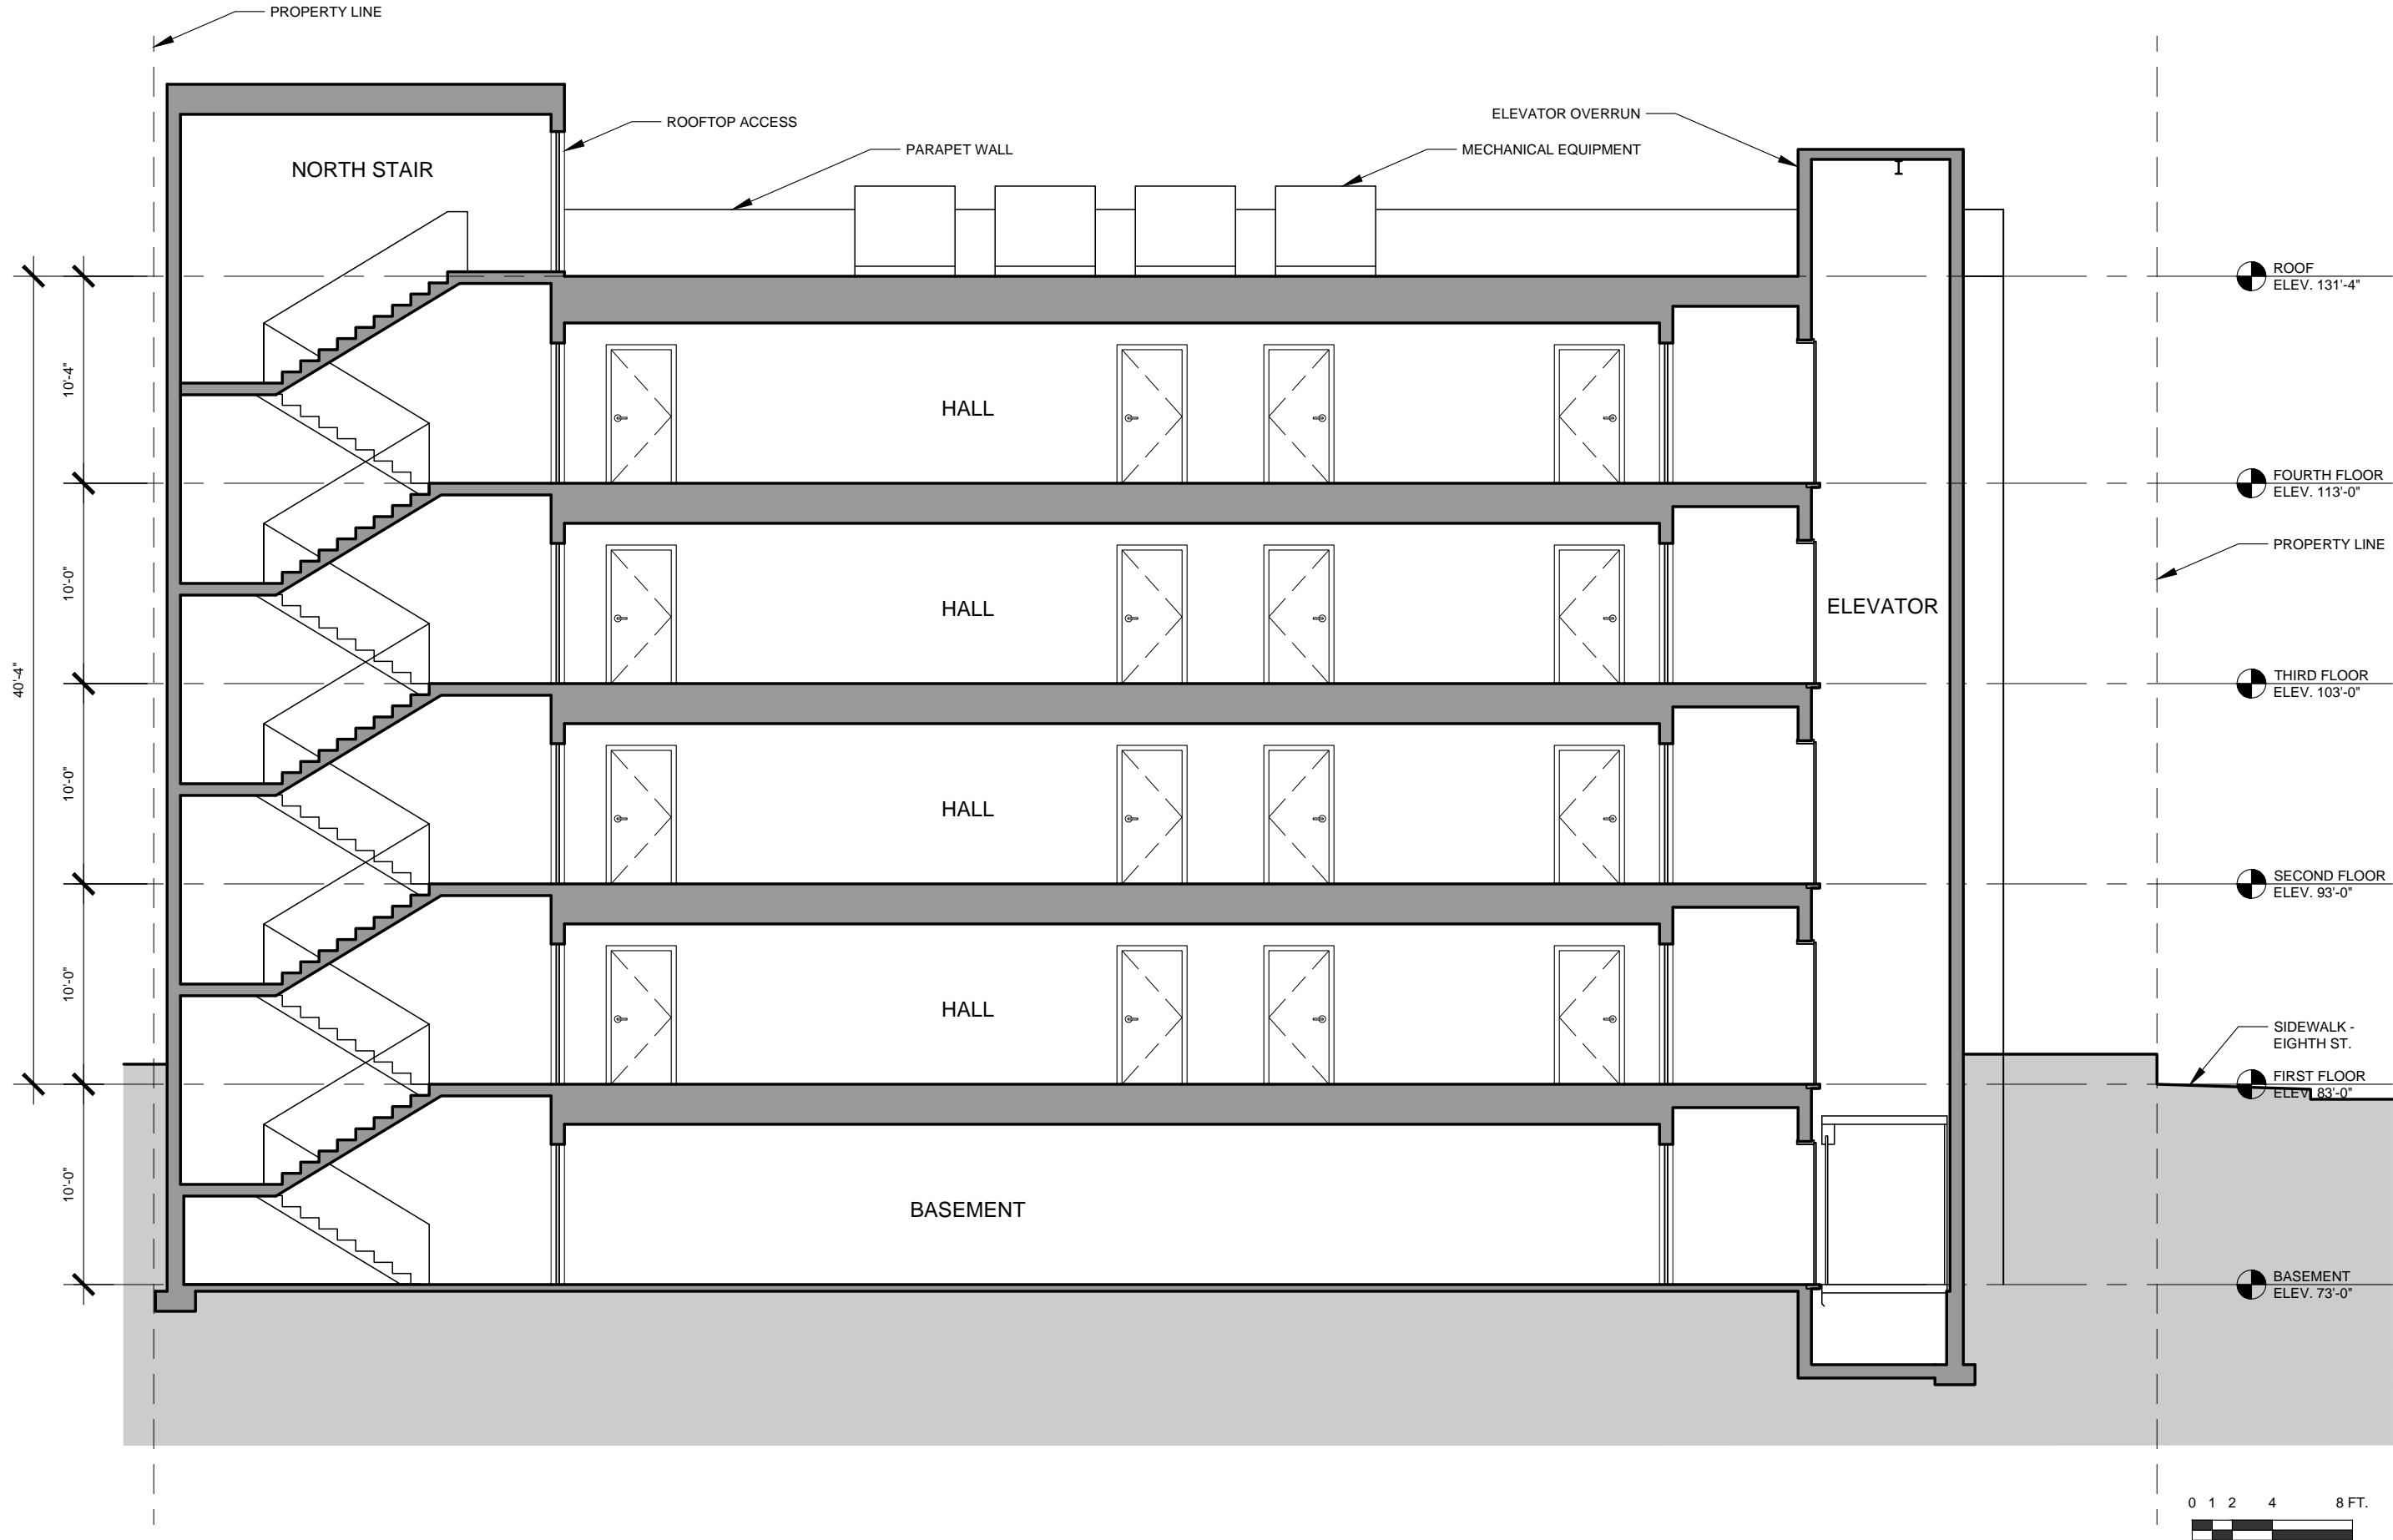 PROPERTY LINE
ROOFTOP ACCESS
PARAPET WALL
ELEVATOR OVERRUN
MECHANICAL EQUIPMENT
NORTH STAIR
ROOF
ELEV. 131'-4"
10'-4"
HALL
FOURTH FLOOR
ELEV. 113'-0"
PROPERTY LINE
10'-0"
HALL
ELEVATOR
40'-4"
THIRD FLOOR
ELEV. 103'-0"
10'-0"
HALL
SECOND FLOOR
ELEV. 93'-0"
10'-0"
HALL
SIDEWALK -
EIGHTH ST.
FIRST FLOOR
ELEV. 83'-0"
10'-0"
BASEMENT
BASEMENT
ELEV. 73'-0"
0 1 2 4 8 FT.